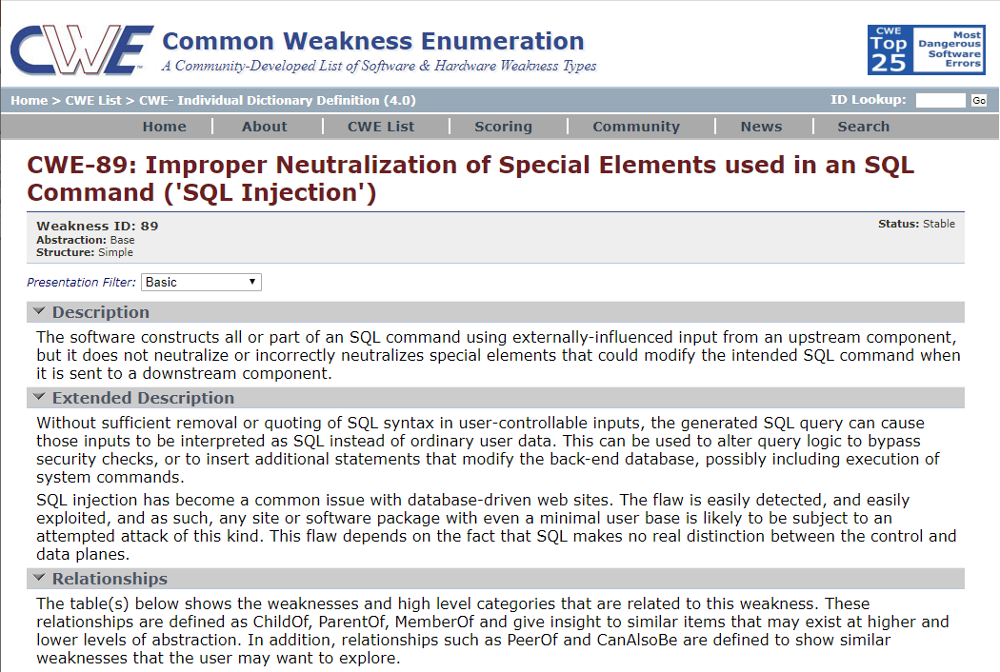 CWE™
Common Weakness Enumeration
A Community-Developed List of Software & Hardware Weakness Types
CWE
Top
25
Most
Dangerous
Software
Errors
Home > CWE List > CWE- Individual Dictionary Definition (4.0)
ID Lookup:
Go
Home
About
CWE List
Scoring
Community
News
Search
CWE-89: Improper Neutralization of Special Elements used in an SQL
Command ('SQL Injection')
Weakness ID: 89
Abstraction: Base
Structure: Simple
Status: Stable
Presentation Filter: Basic
Description
The software constructs all or part of an SQL command using externally-influenced input from an upstream component,
but it does not neutralize or incorrectly neutralizes special elements that could modify the intended SQL command when
it is sent to a downstream component.
Extended Description
Without sufficient removal or quoting of SQL syntax in user-controllable inputs, the generated SQL query can cause
those inputs to be interpreted as SQL instead of ordinary user data. This can be used to alter query logic to bypass
security checks, or to insert additional statements that modify the back-end database, possibly including execution of
system commands.
SQL injection has become a common issue with database-driven web sites. The flaw is easily detected, and easily
exploited, and as such, any site or software package with even a minimal user base is likely to be subject to an
attempted attack of this kind. This flaw depends on the fact that SQL makes no real distinction between the control and
data planes.
Relationships
The table(s) below shows the weaknesses and high level categories that are related to this weakness. These
relationships are defined as ChildOf, ParentOf, MemberOf and give insight to similar items that may exist at higher and
lower levels of abstraction. In addition, relationships such as PeerOf and CanAlsoBe are defined to show similar
weaknesses that the user may want to explore.